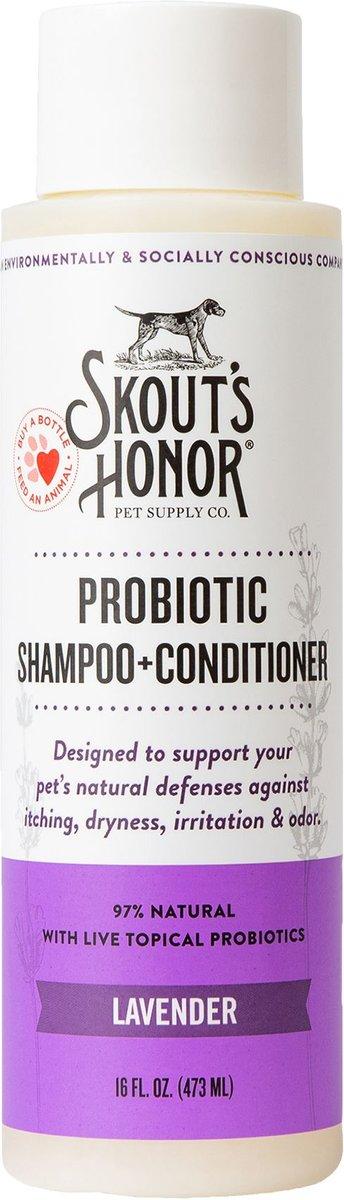 ENVIRONMENTALLY & SOCIALLY CONSCIOUS
SKOUT'S
HONOR®
PET SUPPLY CO.
BUY A BOTTLE
FEED AN ANIMAL
PROBIOTIC
SHAMPOO+CONDITIONER
Designed to support your
pet's natural defenses against
itching, dryness, irritation & odor.
97% NATURAL
WITH LIVE TOPICAL PROBIOTICS
LAVENDER
16 FL. OZ. (473 ML)